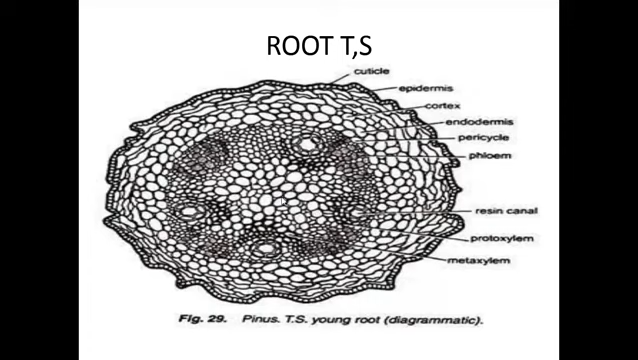 ROOT T,S
cuticle
epidermis
cortex
endodermis
pericycle
phloem
resin canal
protoxylem
metaxylem
Fig. 29. Pinus. T.S. young root (diagrammatic).